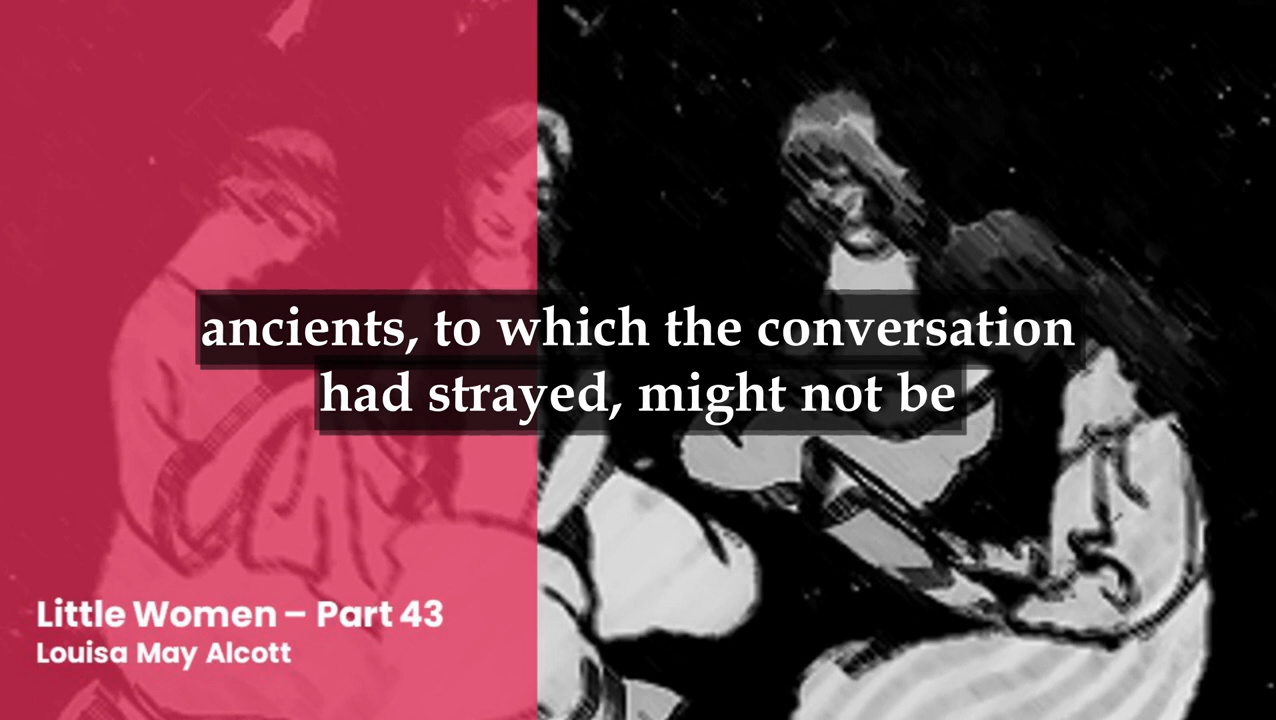 ancients, to which the conversation
had strayed, might not be
Little Women – Part 43
Louisa May Alcott